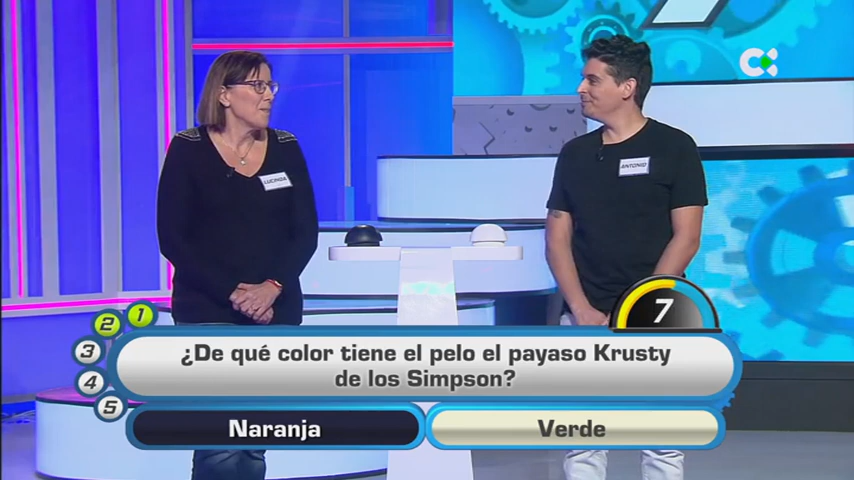 LUCINDA
ANTONIO
7
1
2
3
4
5
¿De qué color tiene el pelo el payaso Krusty
de los Simpson?
Naranja
Verde